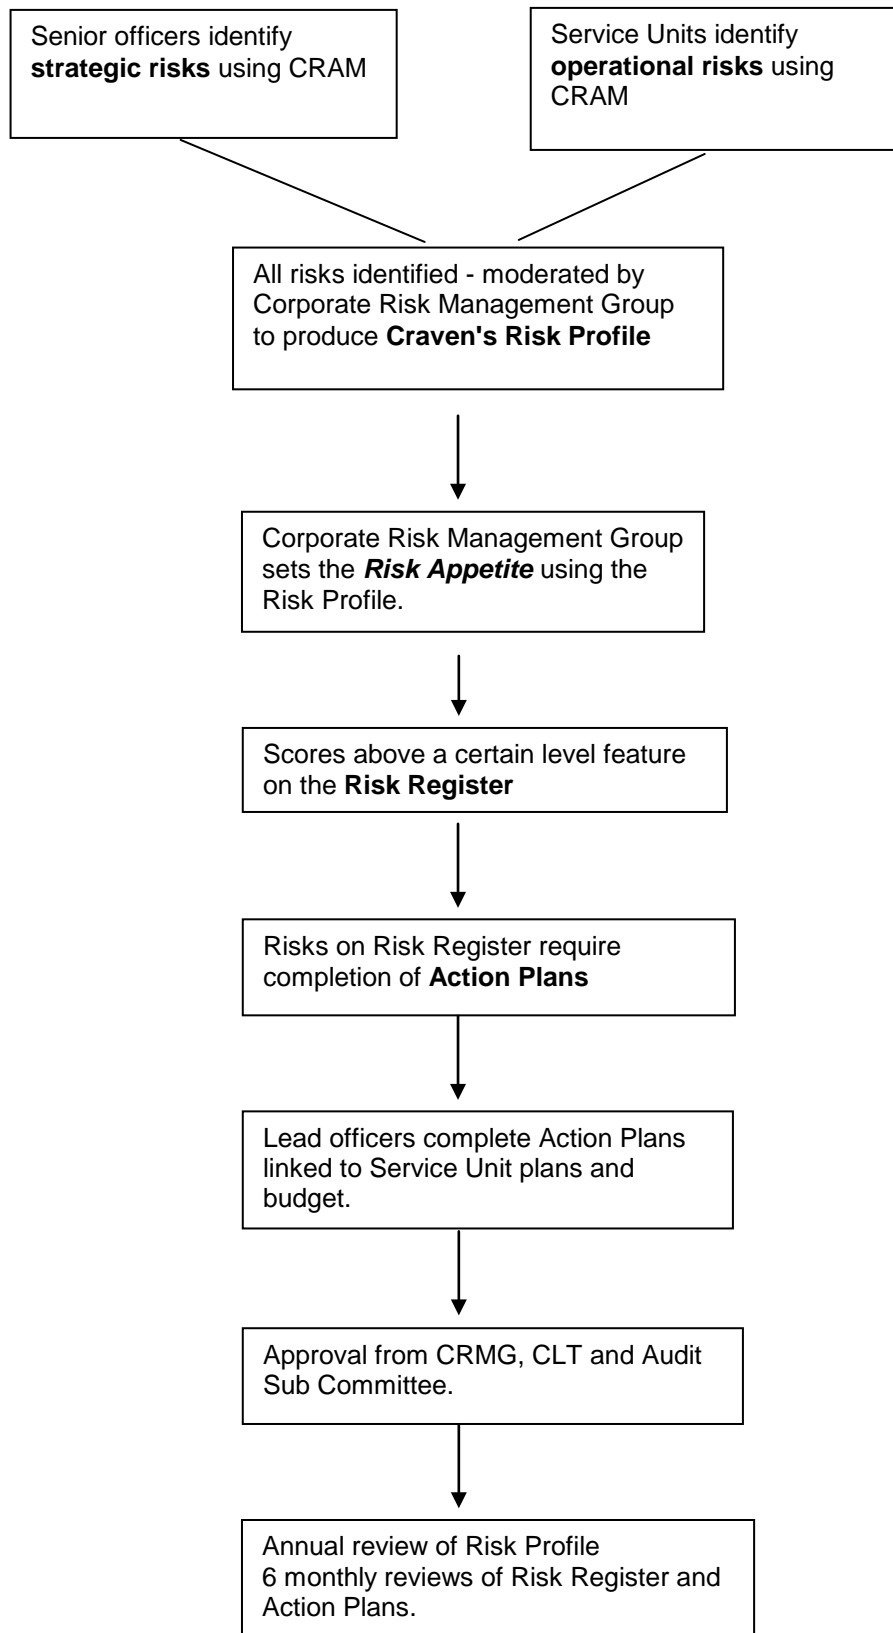 Senior officers identify
strategic risks using CRAM
Service Units identify
operational risks using
CRAM
All risks identified - moderated by
Corporate Risk Management Group
to produce Craven's Risk Profile
Corporate Risk Management Group
sets the Risk Appetite using the
Risk Profile.
Scores above a certain level feature
on the Risk Register
Risks on Risk Register require
completion of Action Plans
Lead officers complete Action Plans
linked to Service Unit plans and
budget.
Approval from CRMG, CLT and Audit
Sub Committee.
Annual review of Risk Profile
6 monthly reviews of Risk Register and
Action Plans.